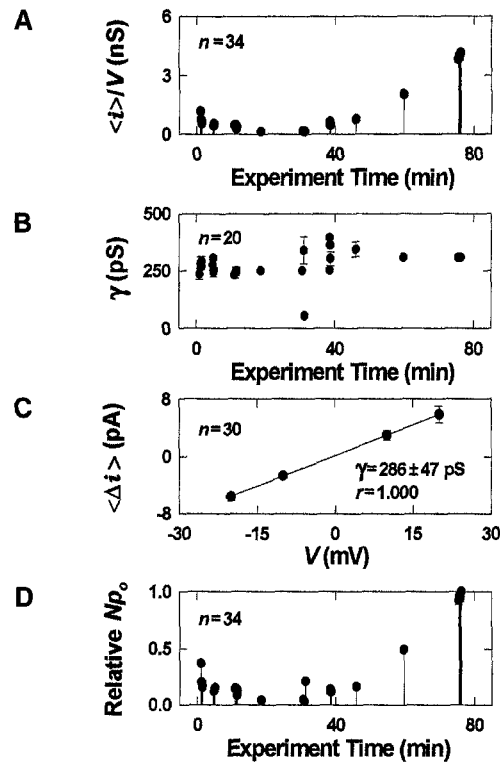 A
<i>/V (nS)
6
3
0
n=34
0 40 80
Experiment Time (min)
B
γ (pS)
500
250
0
n=20
0 40 80
Experiment Time (min)
C
<Δi> (pA)
8
0
-8
n=30
γ=286±47 pS
r=1.000
-30 -15 0 15 30
V (mV)
D
Relative Npo
1.0
0.5
0.0
n=34
0 40 80
Experiment Time (min)